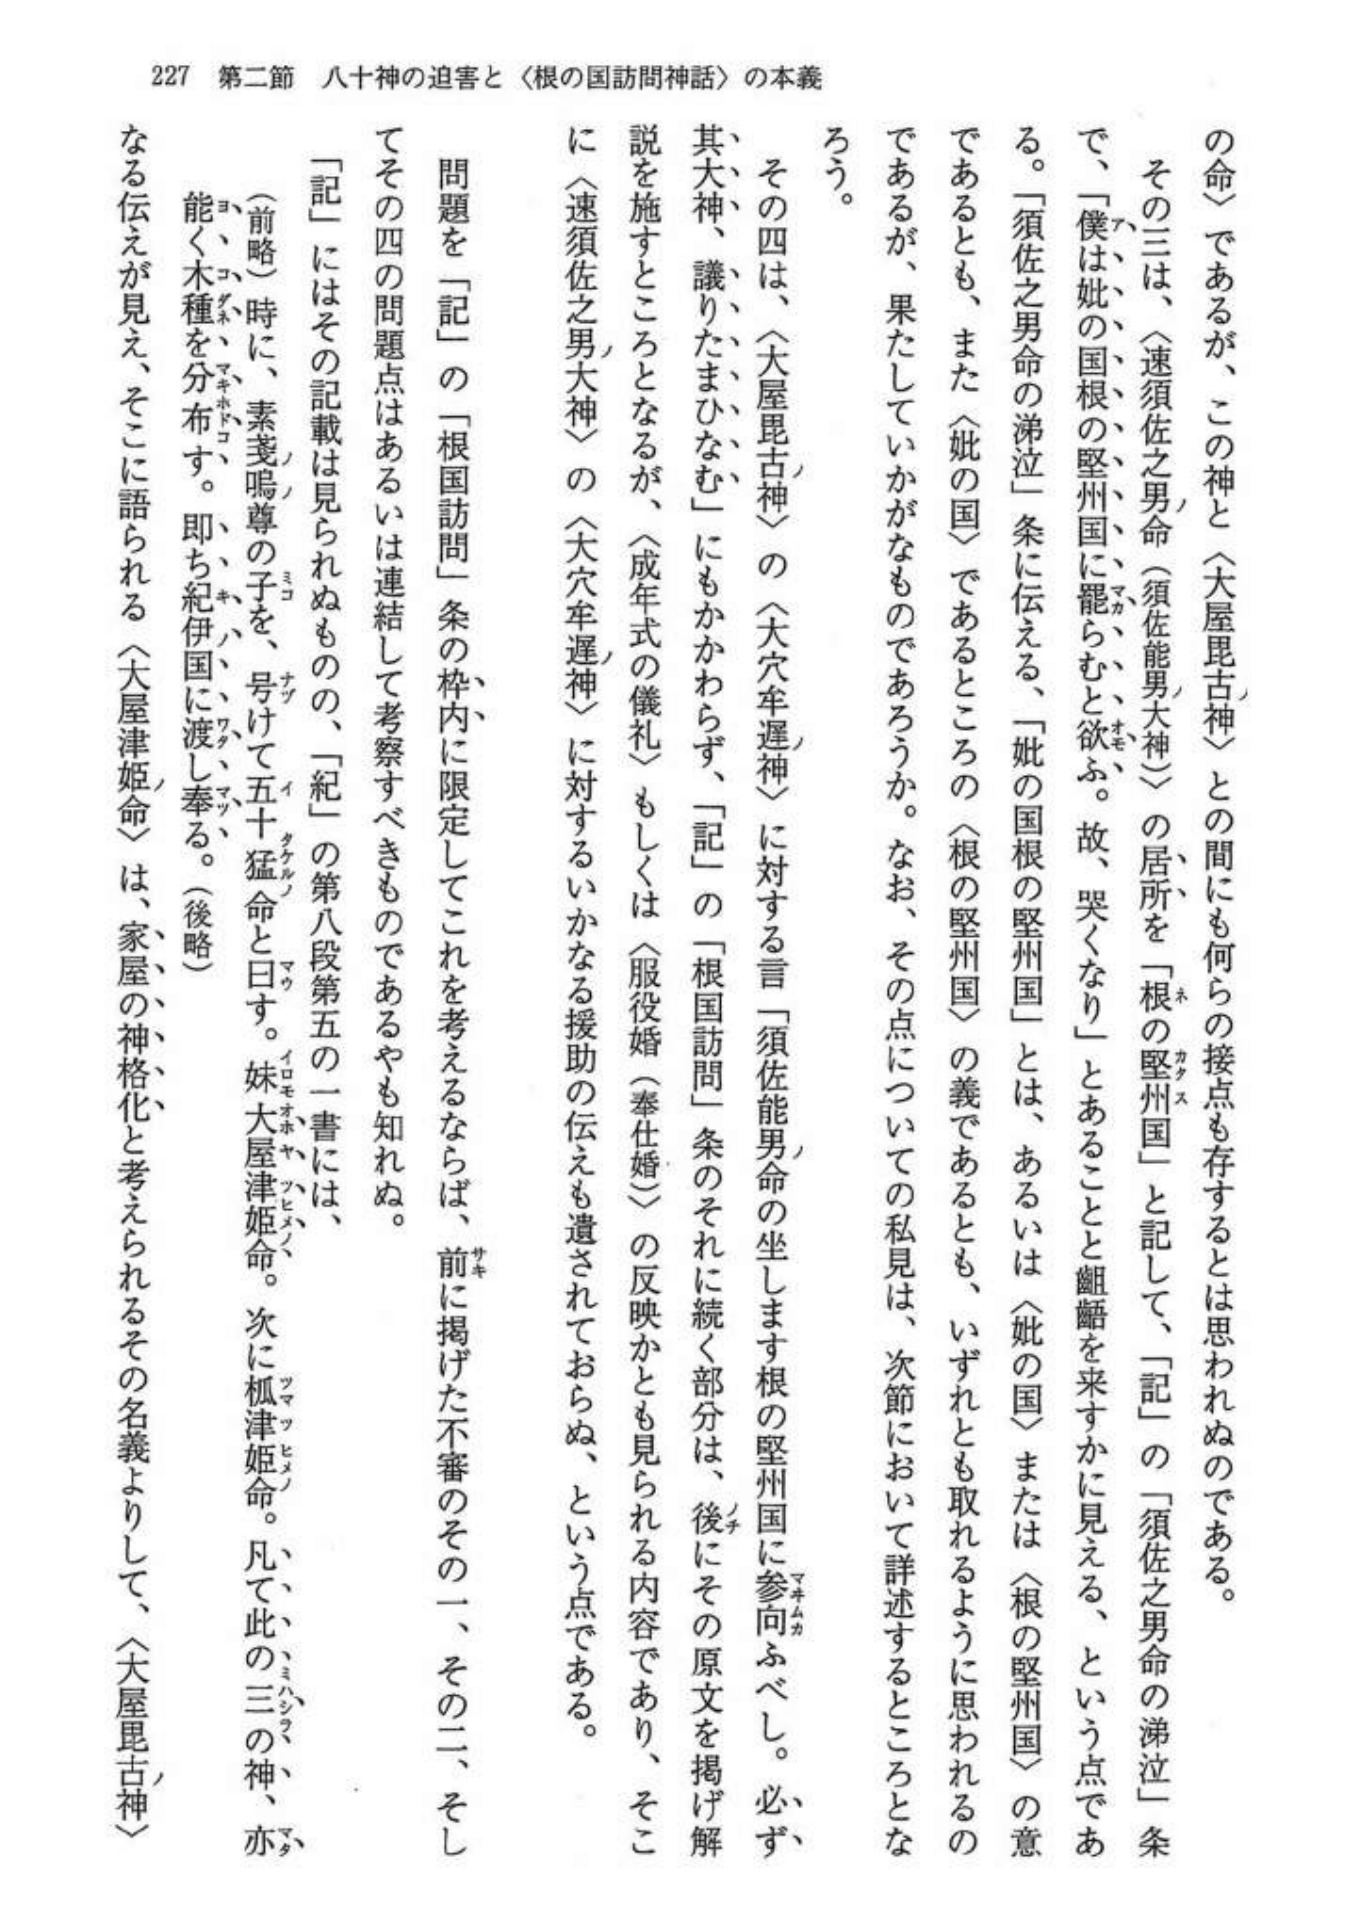 227　第二節　八十神の迫害と〈根の国訪問神話〉の本義
の命〉であるが、この神と〈大屋毘古ノ神〉との間にも何らの接点も存するとは思われぬのである。
その三は、〈速須佐之男ノ命（須佐能男ノ大神）〉の居所を「根の堅州国」と記して、「記」の「須佐之男命の涕泣」条
で、「僕は妣の国根の堅州国に罷らむと欲ふ。故、哭くなり」とあることと齟齬を来すかに見える、という点であ
る。「須佐之男命の涕泣」条に伝える、「妣の国根の堅州国」とは、あるいは〈妣の国〉または〈根の堅州国〉の意
であるとも、また〈妣の国〉であるところの〈根の堅州国〉の義であるとも、いずれとも取れるように思われるの
であるが、果たしていかがなものであろうか。なお、その点についての私見は、次節において詳述するところとな
ろう。
その四は、〈大屋毘古ノ神〉の〈大穴牟遅ノ神〉に対する言「須佐能男ノ命の坐します根の堅州国に参向ふべし。必ず
其大神、議りたまひなむ」にもかかわらず、「記」の「根国訪問」条のそれに続く部分は、後にその原文を掲げ解
説を施すところとなるが、〈成年式の儀礼〉もしくは〈服役婚（奉仕婚）〉の反映かとも見られる内容であり、そこ
に〈速須佐之男ノ大神〉の〈大穴牟遅ノ神〉に対するいかなる援助の伝えも遺されておらぬ、という点である。
問題を「記」の「根国訪問」条の枠内に限定してこれを考えるならば、前に掲げた不審のその一、その二、そし
てその四の問題点はあるいは連結して考察すべきものであるやも知れぬ。
「記」にはその記載は見られぬものの、「紀」の第八段第五の一書には、
（前略）時に、素戔ノ嗚ノ尊の子を、号けて五十猛命と曰す。妹大屋津姫命。次に柧津姫命。凡て此の三の神、亦
能く木種を分布す。即ち紀伊国に渡し奉る。（後略）
なる伝えが見え、そこに語られる〈大屋津姫ノ命〉は、家屋の神格化と考えられるその名義よりして、〈大屋毘古ノ神〉